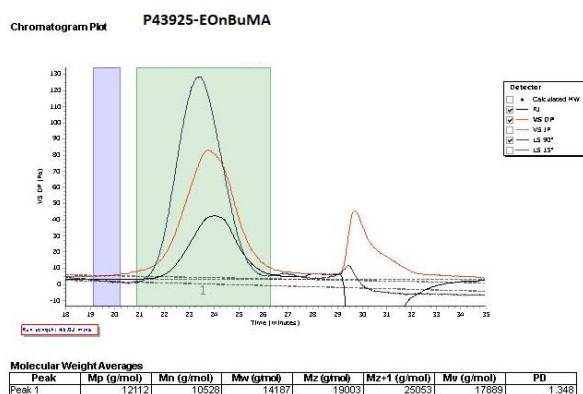 P43925-EOnBuMA
Chromatogram Plot
130
120
110
100
90
80
70
60
50
40
30
20
10
0
-10
VS DP (Pa)
18 19 20 21 22 23 24 25 26 27 28 29 30 31 32 33 34 35
Time (minutes)
1
Detector
Calculated MW
RI
VS DP
VS IP
LS 90°
LS 15°
Molecular Weight Averages
Peak Mp (g/mol) Mn (g/mol) Mw (g/mol) Mz (g/mol) Mz+1 (g/mol) Mv (g/mol) PD
Peak 1 12112 10528 14187 19003 25053 17889 1.348